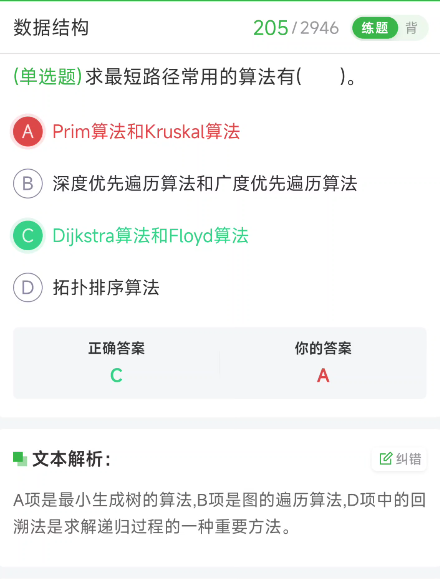 数据结构 205/2946 练题 背
(单选题)求最短路径常用的算法有(  )。
A Prim算法和Kruskal算法
B 深度优先遍历算法和广度优先遍历算法
C Dijkstra算法和Floyd算法
D 拓扑排序算法
正确答案 你的答案
C A
文本解析： 纠错
A项是最小生成树的算法,B项是图的遍历算法,D项中的回
溯法是求解递归过程的一种重要方法。